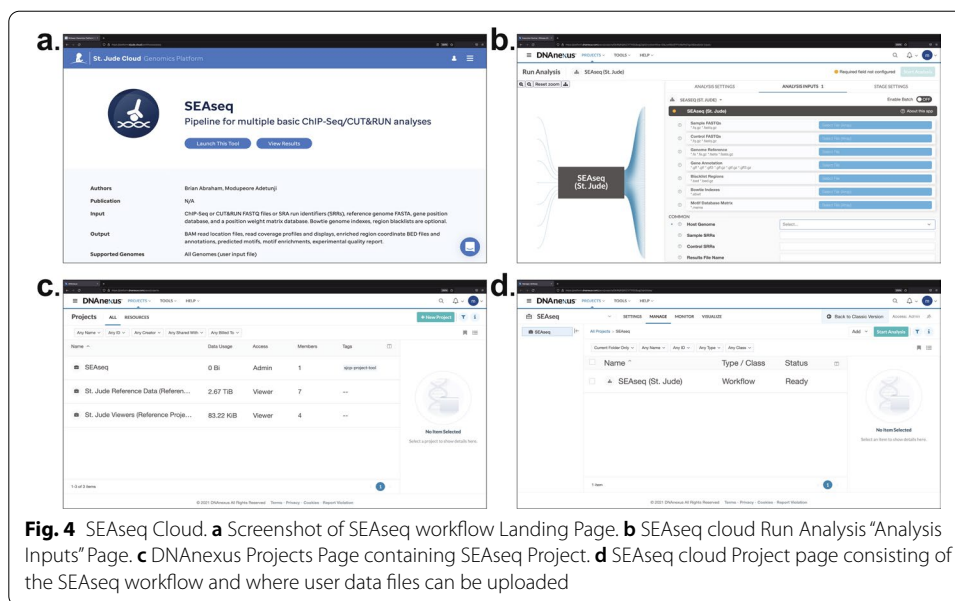 a.
St. Jude Cloud Genomics Platform
SEAseq
Pipeline for multiple basic ChIP-Seq/CUT&RUN analyses
Launch This Tool View Results
Authors Brian Abraham, Modupeore Adetunji
Publication N/A
Input ChIP-Seq or CUT&RUN FASTQ files or SRA run identifiers (SRRs), reference genome FASTA, gene position
database, and a position weight matrix database. Bowtie genome indexes, region blacklists are optional.
Output BAM read location files, read coverage profiles and displays, enriched region coordinate BED files and
annotations, predicted motifs, motif enrichments, experimental quality report.
Supported Genomes All Genomes (user input file)
b.
DNAnexus PROJECTS TOOLS HELP
Run Analysis SEAseq (St. Jude) Required field not configured
Reset zoom
ANALYSIS SETTINGS ANALYSIS INPUTS 1 STAGE SETTINGS
SEASEQ (ST. JUDE) Enable Batch OFF
SEAseq (St. Jude) About this app
Sample FASTQs
Control FASTQs
Genome Reference
Gene Annotation
Blacklist Regions
Bowtie Indexes
Motif Database Matrix
SEAseq
(St. Jude)
COMMON
Host Genome Select...
Sample SRRs
Control SRRs
Results File Name
c.
DNAnexus PROJECTS TOOLS HELP
Projects ALL RESOURCES + New Project
Any Name Any ID Any Creator Any Shared With Any Billed To
Name Data Usage Access Members Tags
SEAseq 0 Bi Admin 1
St. Jude Reference Data (Referen... 2.67 TiB Viewer 7 —
St. Jude Viewers (Reference Proje... 83.22 KiB Viewer 4 —
No Item Selected
Select a project to show details here.
1-3 of 3 items 1
© 2021 DNAnexus All Rights Reserved Terms · Privacy · Cookies · Report Violation
d.
DNAnexus PROJECTS TOOLS HELP
SEAseq SETTINGS MANAGE MONITOR VISUALIZE Back to Classic Version Access: Admin
SEAseq All Projects › SEAseq Add Start Analysis
Current Folder Only Any Name Any ID Any Type Any Class
Name Type / Class Status
SEAseq (St. Jude) Workflow Ready
No Item Selected
Select an item to show details here.
1 item 1
© 2021 DNAnexus All Rights Reserved Terms · Privacy · Cookies · Report Violation
Fig. 4 SEAseq Cloud. a Screenshot of SEAseq workflow Landing Page. b SEAseq cloud Run Analysis “Analysis
Inputs” Page. c DNAnexus Projects Page containing SEAseq Project. d SEAseq cloud Project page consisting of
the SEAseq workflow and where user data files can be uploaded